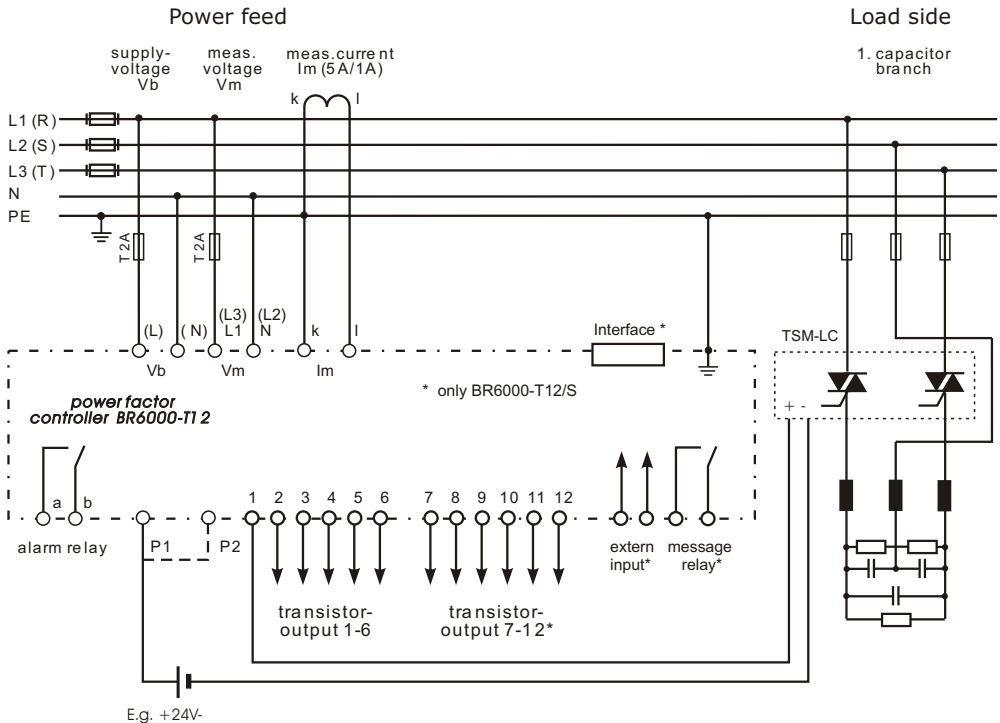 Power feed
Load side
supply-
voltage
Vb
meas.
voltage
Vm
meas.current
Im (5A/1A)
1. capacitor
branch
k
l
L1 (R)
L2 (S)
L3 (T)
N
PE
T2A
T2A
(L)
(N)
(L3)
L1
(L2)
N
k
l
Interface *
TSM-LC
Vb
Vm
Im
* only BR6000-T12/S
power factor
controller BR6000-T12
+ -
a
b
1 2 3 4 5 6
7 8 9 10 11 12
alarm relay
P1
P2
extern
input*
message
relay*
transistor-
output 1-6
transistor-
output 7-12*
E.g. +24V-